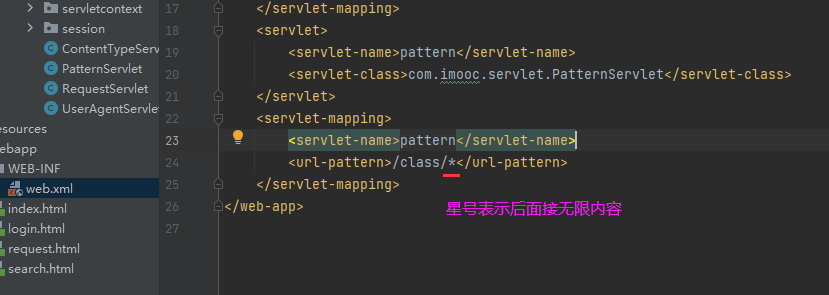 servletcontext
session
ContentTypeServ
PatternServlet
RequestServlet
UserAgentServlet
esources
ebapp
WEB-INF
web.xml
index.html
login.html
request.html
search.html
17 </servlet-mapping>
18 <servlet>
19 <servlet-name>pattern</servlet-name>
20 <servlet-class>com.imooc.servlet.PatternServlet</servlet-class>
21 </servlet>
22 <servlet-mapping>
23 <servlet-name>pattern</servlet-name>
24 <url-pattern>/class/*</url-pattern>
25 </servlet-mapping>
26 </web-app>
星号表示后面接无限内容
27